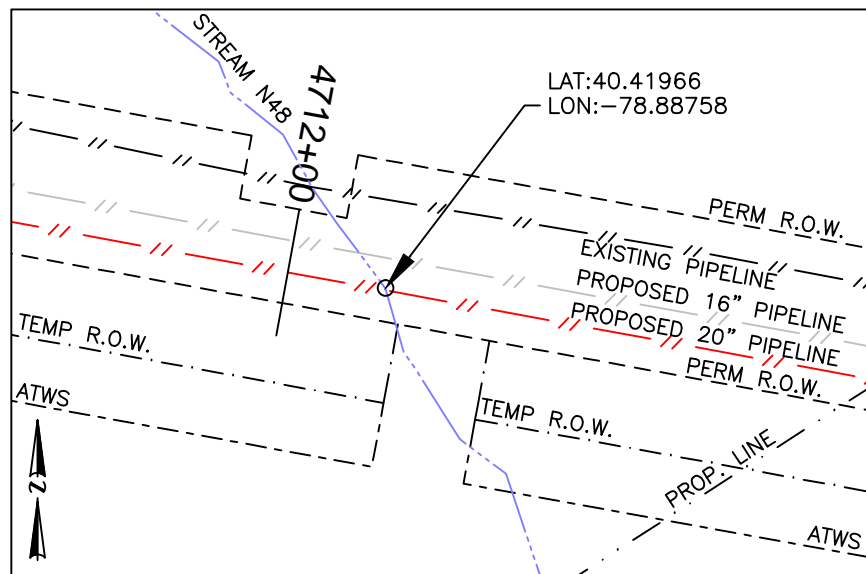 STREAM N48
4712+00
LAT:40.41966
LON:−78.88758
PERM R.O.W.
EXISTING PIPELINE
PROPOSED 16" PIPELINE
PROPOSED 20" PIPELINE
PERM R.O.W.
TEMP R.O.W.
ATWS
TEMP R.O.W.
PROP. LINE
ATWS
N